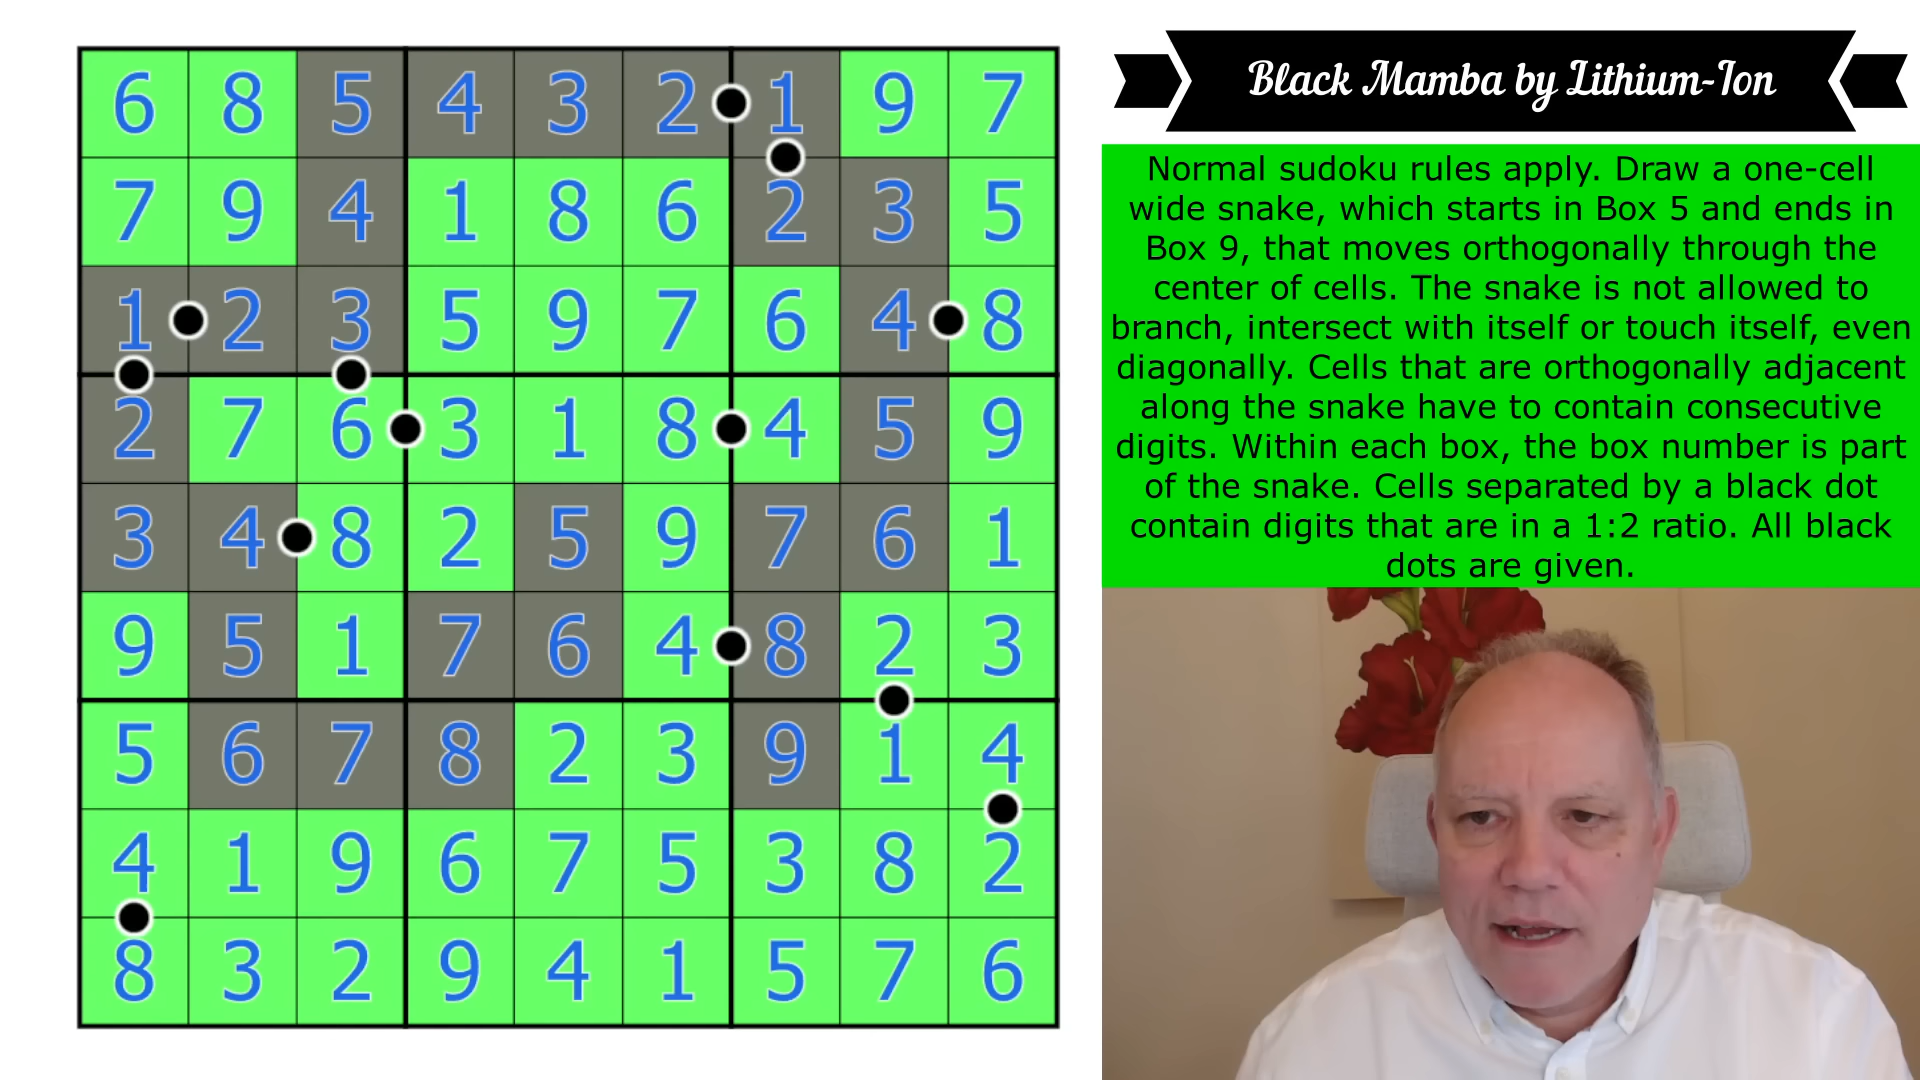 Black Mamba by Lithium-Ion
Normal sudoku rules apply. Draw a one-cell
wide snake, which starts in Box 5 and ends in
Box 9, that moves orthogonally through the
center of cells. The snake is not allowed to
branch, intersect with itself or touch itself, even
diagonally. Cells that are orthogonally adjacent
along the snake have to contain consecutive
digits. Within each box, the box number is part
of the snake. Cells separated by a black dot
contain digits that are in a 1:2 ratio. All black
dots are given.
6 8 5 4 3 2 1 9 7
7 9 4 1 8 6 2 3 5
1 2 3 5 9 7 6 4 8
2 7 6 3 1 8 4 5 9
3 4 8 2 5 9 7 6 1
9 5 1 7 6 4 8 2 3
5 6 7 8 2 3 9 1 4
4 1 9 6 7 5 3 8 2
8 3 2 9 4 1 5 7 6